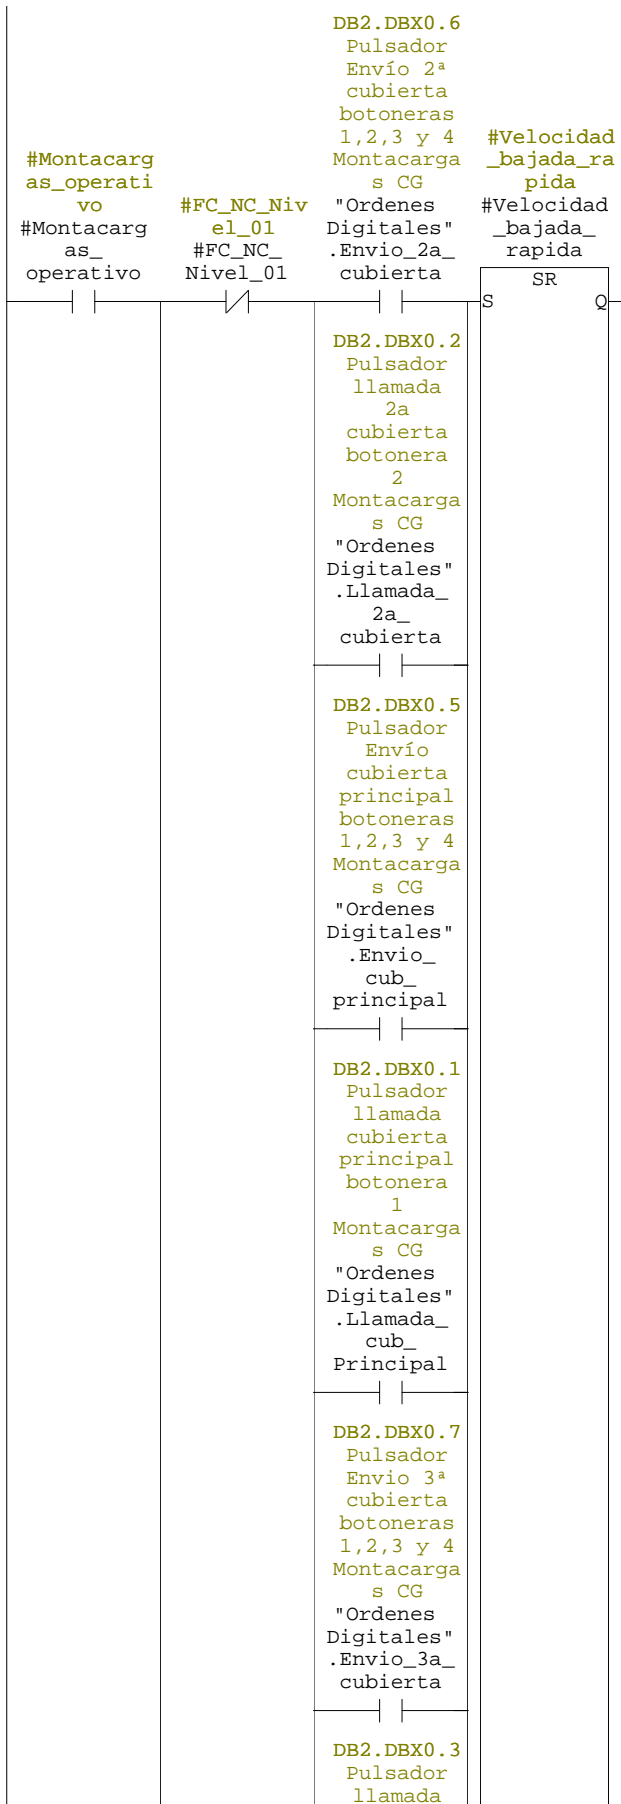 DB2.DBX0.6
Pulsador
Envío 2ª
cubierta
botoneras
1,2,3 y 4
Montacarga
s CG
"Ordenes
Digitales"
.Envio_2a_
cubierta
#Montacarg
as_operati
vo
#Montacarg
as_
operativo
#FC_NC_Niv
el_01
#FC_NC_
Nivel_01
#Velocidad
_bajada_ra
pida
#Velocidad
_bajada_
rapida
SR
S Q
DB2.DBX0.2
Pulsador
llamada
2a
cubierta
botonera
2
Montacarga
s CG
"Ordenes
Digitales"
.Llamada_
2a_
cubierta
DB2.DBX0.5
Pulsador
Envío
cubierta
principal
botoneras
1,2,3 y 4
Montacarga
s CG
"Ordenes
Digitales"
.Envio_
cub_
principal
DB2.DBX0.1
Pulsador
llamada
cubierta
principal
botonera
1
Montacarga
s CG
"Ordenes
Digitales"
.Llamada_
cub_
Principal
DB2.DBX0.7
Pulsador
Envio 3ª
cubierta
botoneras
1,2,3 y 4
Montacarga
s CG
"Ordenes
Digitales"
.Envio_3a_
cubierta
DB2.DBX0.3
Pulsador
llamada